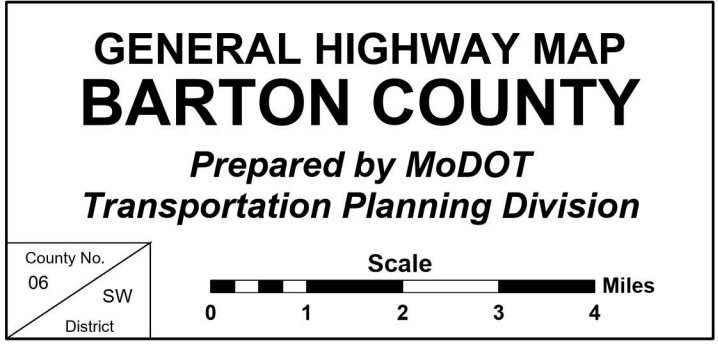 GENERAL HIGHWAY MAP
BARTON COUNTY
Prepared by MoDOT
Transportation Planning Division
County No.
06
SW
District
Scale
Miles
0 1 2 3 4